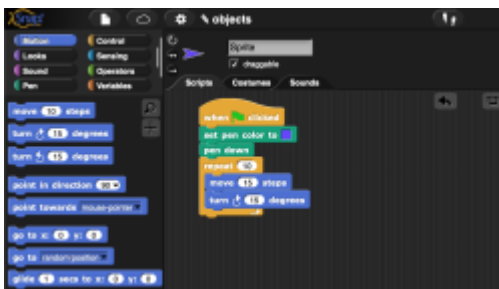 Snap!
objects
Motion
Control
Looks
Sensing
Sound
Operators
Pen
Variables
Sprite
draggable
Scripts Costumes Sounds
move 10 steps
turn 15 degrees
turn 15 degrees
point in direction 90
point towards mouse-pointer
go to x: 0 y: 0
go to random position
glide 1 secs to x: 0 y: 0
when clicked
set pen color to
pen down
repeat 10
move 15 steps
turn 15 degrees